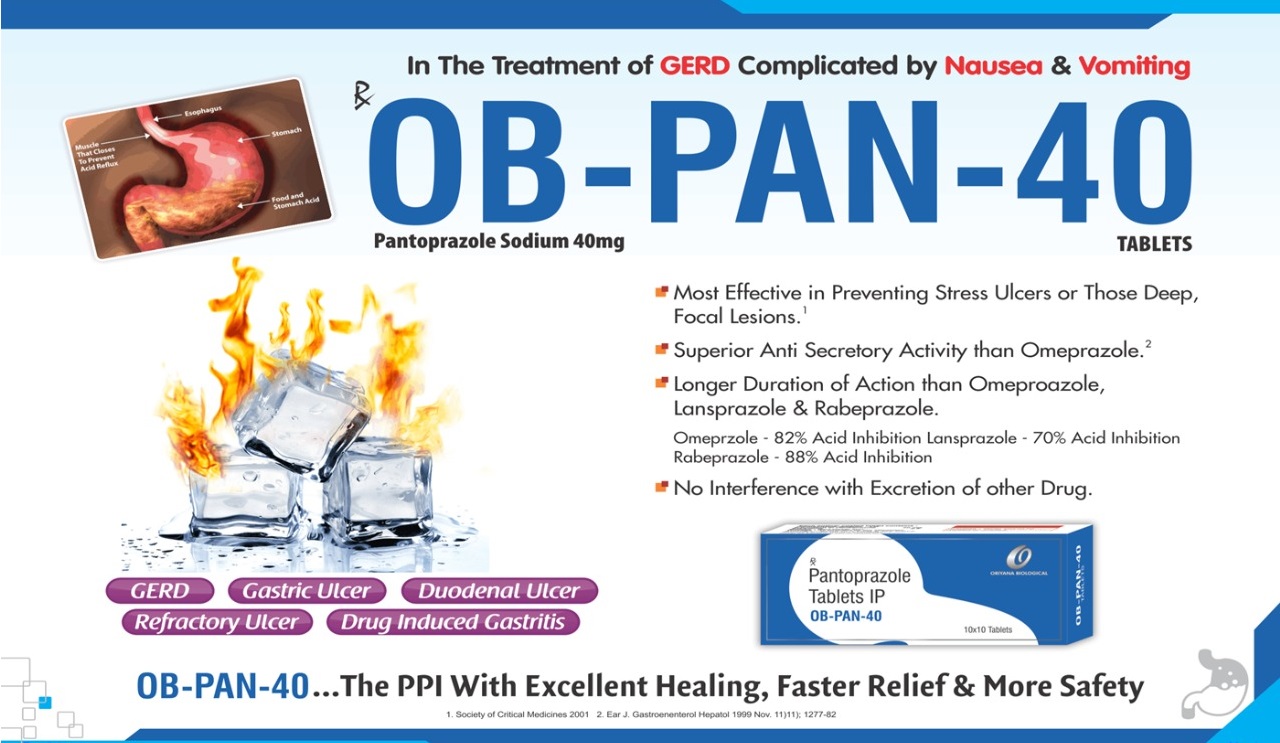 In The Treatment of GERD Complicated by Nausea & Vomiting
℞
OB-PAN-40
Pantoprazole Sodium 40mg
TABLETS
Esophagus
Muscle
That Closes
To Prevent
Acid Reflux
Stomach
Food and
Stomach Acid
Most Effective in Preventing Stress Ulcers or Those Deep,
Focal Lesions.1
Superior Anti Secretory Activity than Omeprazole.2
Longer Duration of Action than Omeproazole,
Lansprazole & Rabeprazole.
Omeprzole - 82% Acid Inhibition Lansprazole - 70% Acid Inhibition
Rabeprazole - 88% Acid Inhibition
No Interference with Excretion of other Drug.
℞
Pantoprazole
Tablets IP
OB-PAN-40
10x10 Tablets
OBIYANA BIOLOGICAL
OB-PAN-40
TABLETS
GERD
Gastric Ulcer
Duodenal Ulcer
Refractory Ulcer
Drug Induced Gastritis
OB-PAN-40...The PPI With Excellent Healing, Faster Relief & More Safety
1. Society of Critical Medicines 2001 2. Ear J. Gastroenenterol Hepatol 1999 Nov. 11)11); 1277-82